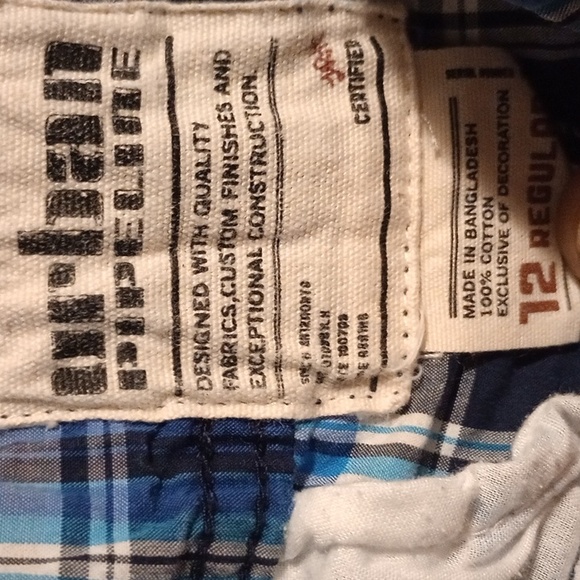 urban
PIPELINE
DESIGNED WITH QUALITY
FABRICS,CUSTOM FINISHES AND
EXCEPTIONAL CONSTRUCTION.
CERTIFIED
MADE IN BANGLADESH
100% COTTON
EXCLUSIVE OF DECORATION
12 REGULAR